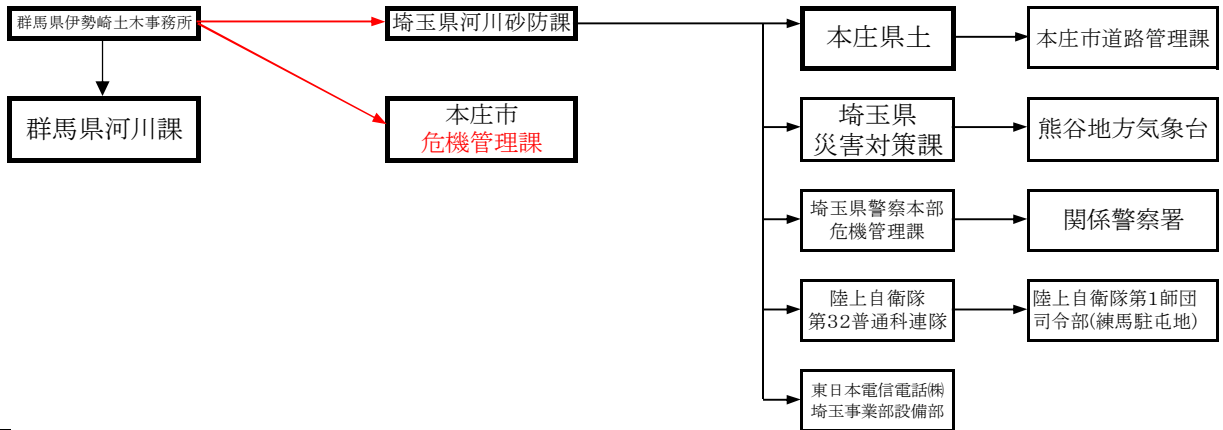 群馬県伊勢崎土木事務所
埼玉県河川砂防課
本庄県土
本庄市道路管理課
群馬県河川課
本庄市
危機管理課
埼玉県
災害対策課
熊谷地方気象台
埼玉県警察本部
危機管理課
関係警察署
陸上自衛隊
第32普通科連隊
陸上自衛隊第1師団
司令部(練馬駐屯地)
東日本電信電話㈱
埼玉事業部設備部